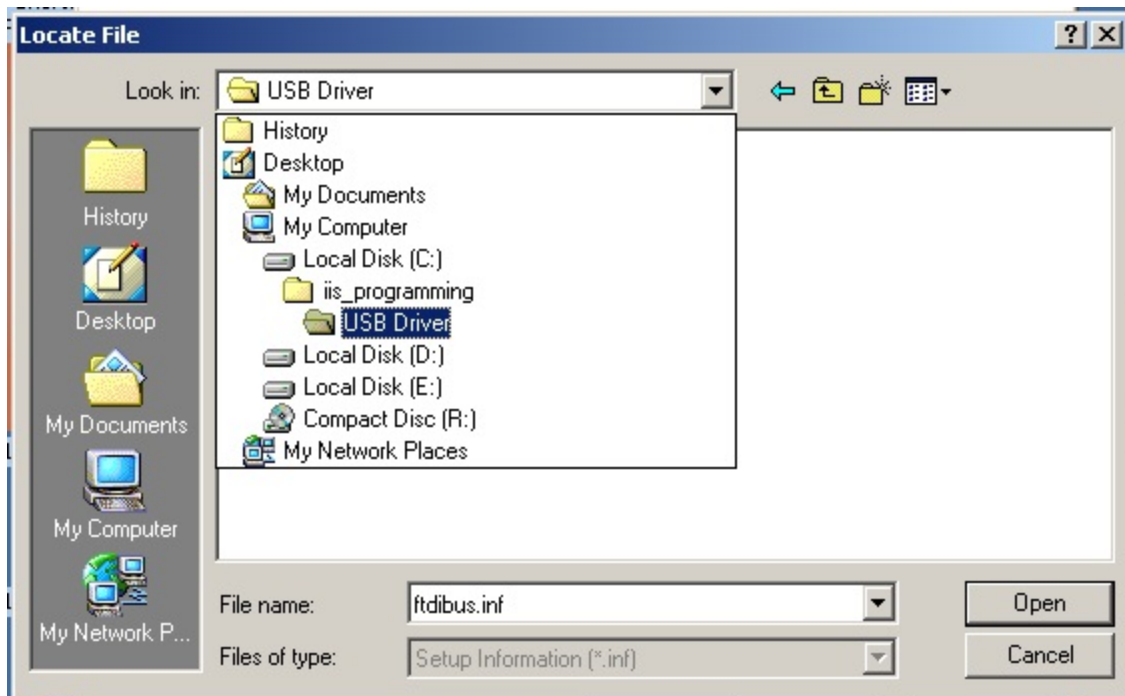 Locate File
Look in:
USB Driver
History
Desktop
My Documents
My Computer
Local Disk (C:)
iis_programming
USB Driver
Local Disk (D:)
Local Disk (E:)
Compact Disc (R:)
My Network Places
History
Desktop
My Documents
My Computer
My Network P...
File name:
ftdibus.inf
Open
Files of type:
Setup Information (*.inf)
Cancel